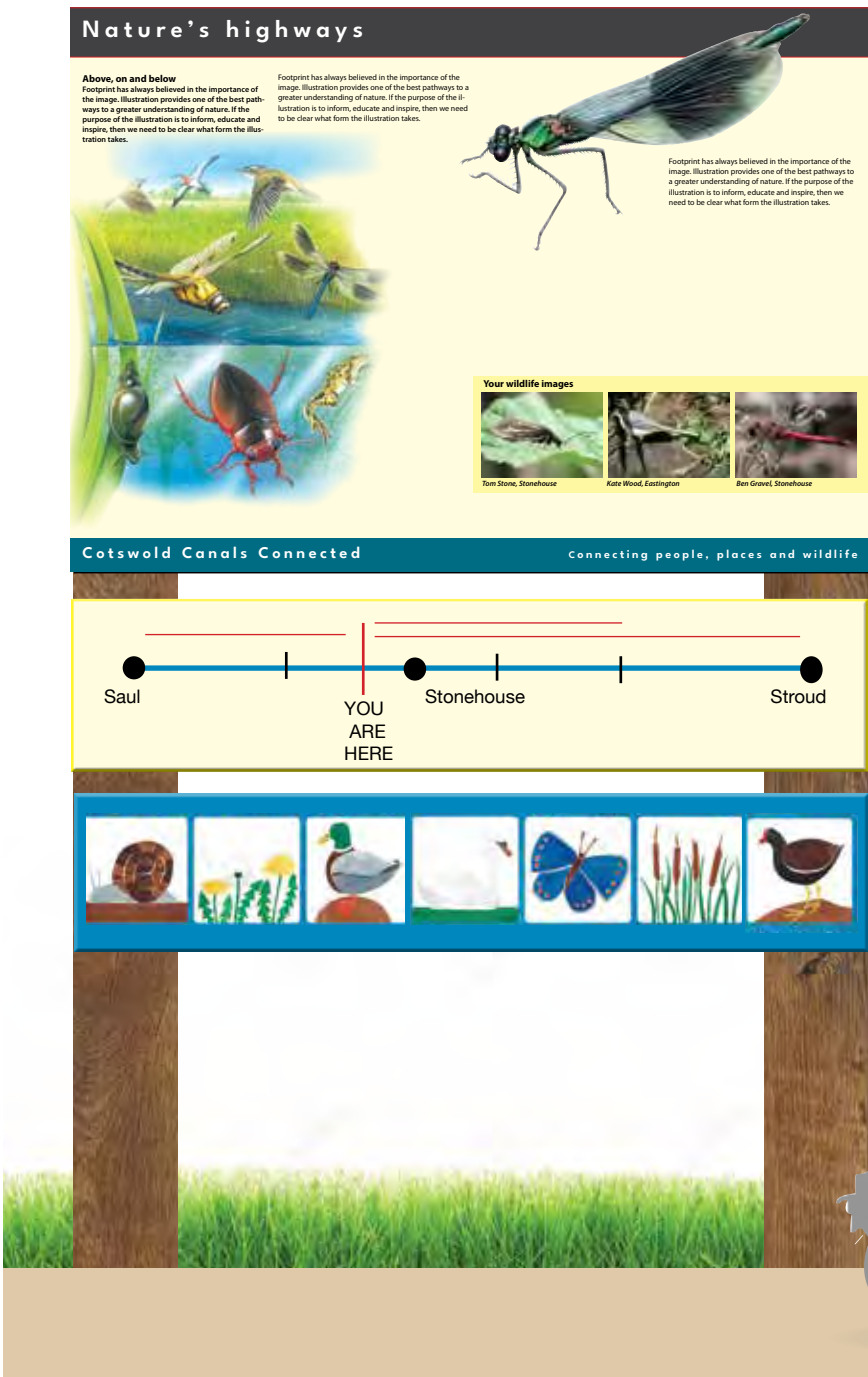 Nature's highways
Above, on and below
Footprint has always believed in the importance of
the image. Illustration provides one of the best path-
ways to a greater understanding of nature. If the
purpose of the illustration is to inform, educate and
inspire, then we need to be clear what form the illus-
tration takes.
Footprint has always believed in the importance of the
image. Illustration provides one of the best pathways to a
greater understanding of nature. If the purpose of the il-
lustration is to inform, educate and inspire, then we need
to be clear what form the illustration takes.
Footprint has always believed in the importance of the
image. Illustration provides one of the best pathways to
a greater understanding of nature. If the purpose of the
illustration is to inform, educate and inspire, then we
need to be clear what form the illustration takes.
Your wildlife images
Tom Stone, Stonehouse
Kate Wood, Eastington
Ben Gravel, Stonehouse
Cotswold Canals Connected
Connecting people, places and wildlife
Saul
YOU
ARE
HERE
Stonehouse
Stroud